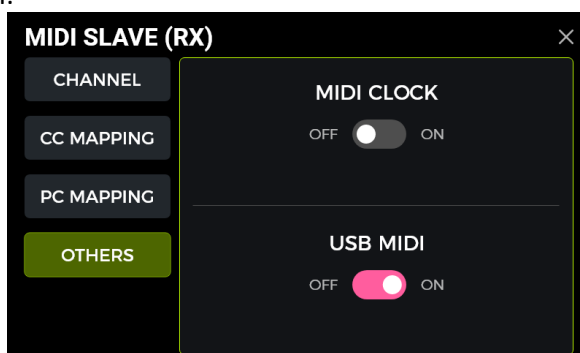 MIDI SLAVE (RX)
CHANNEL
CC MAPPING
PC MAPPING
OTHERS
MIDI CLOCK
OFF ON
USB MIDI
OFF ON